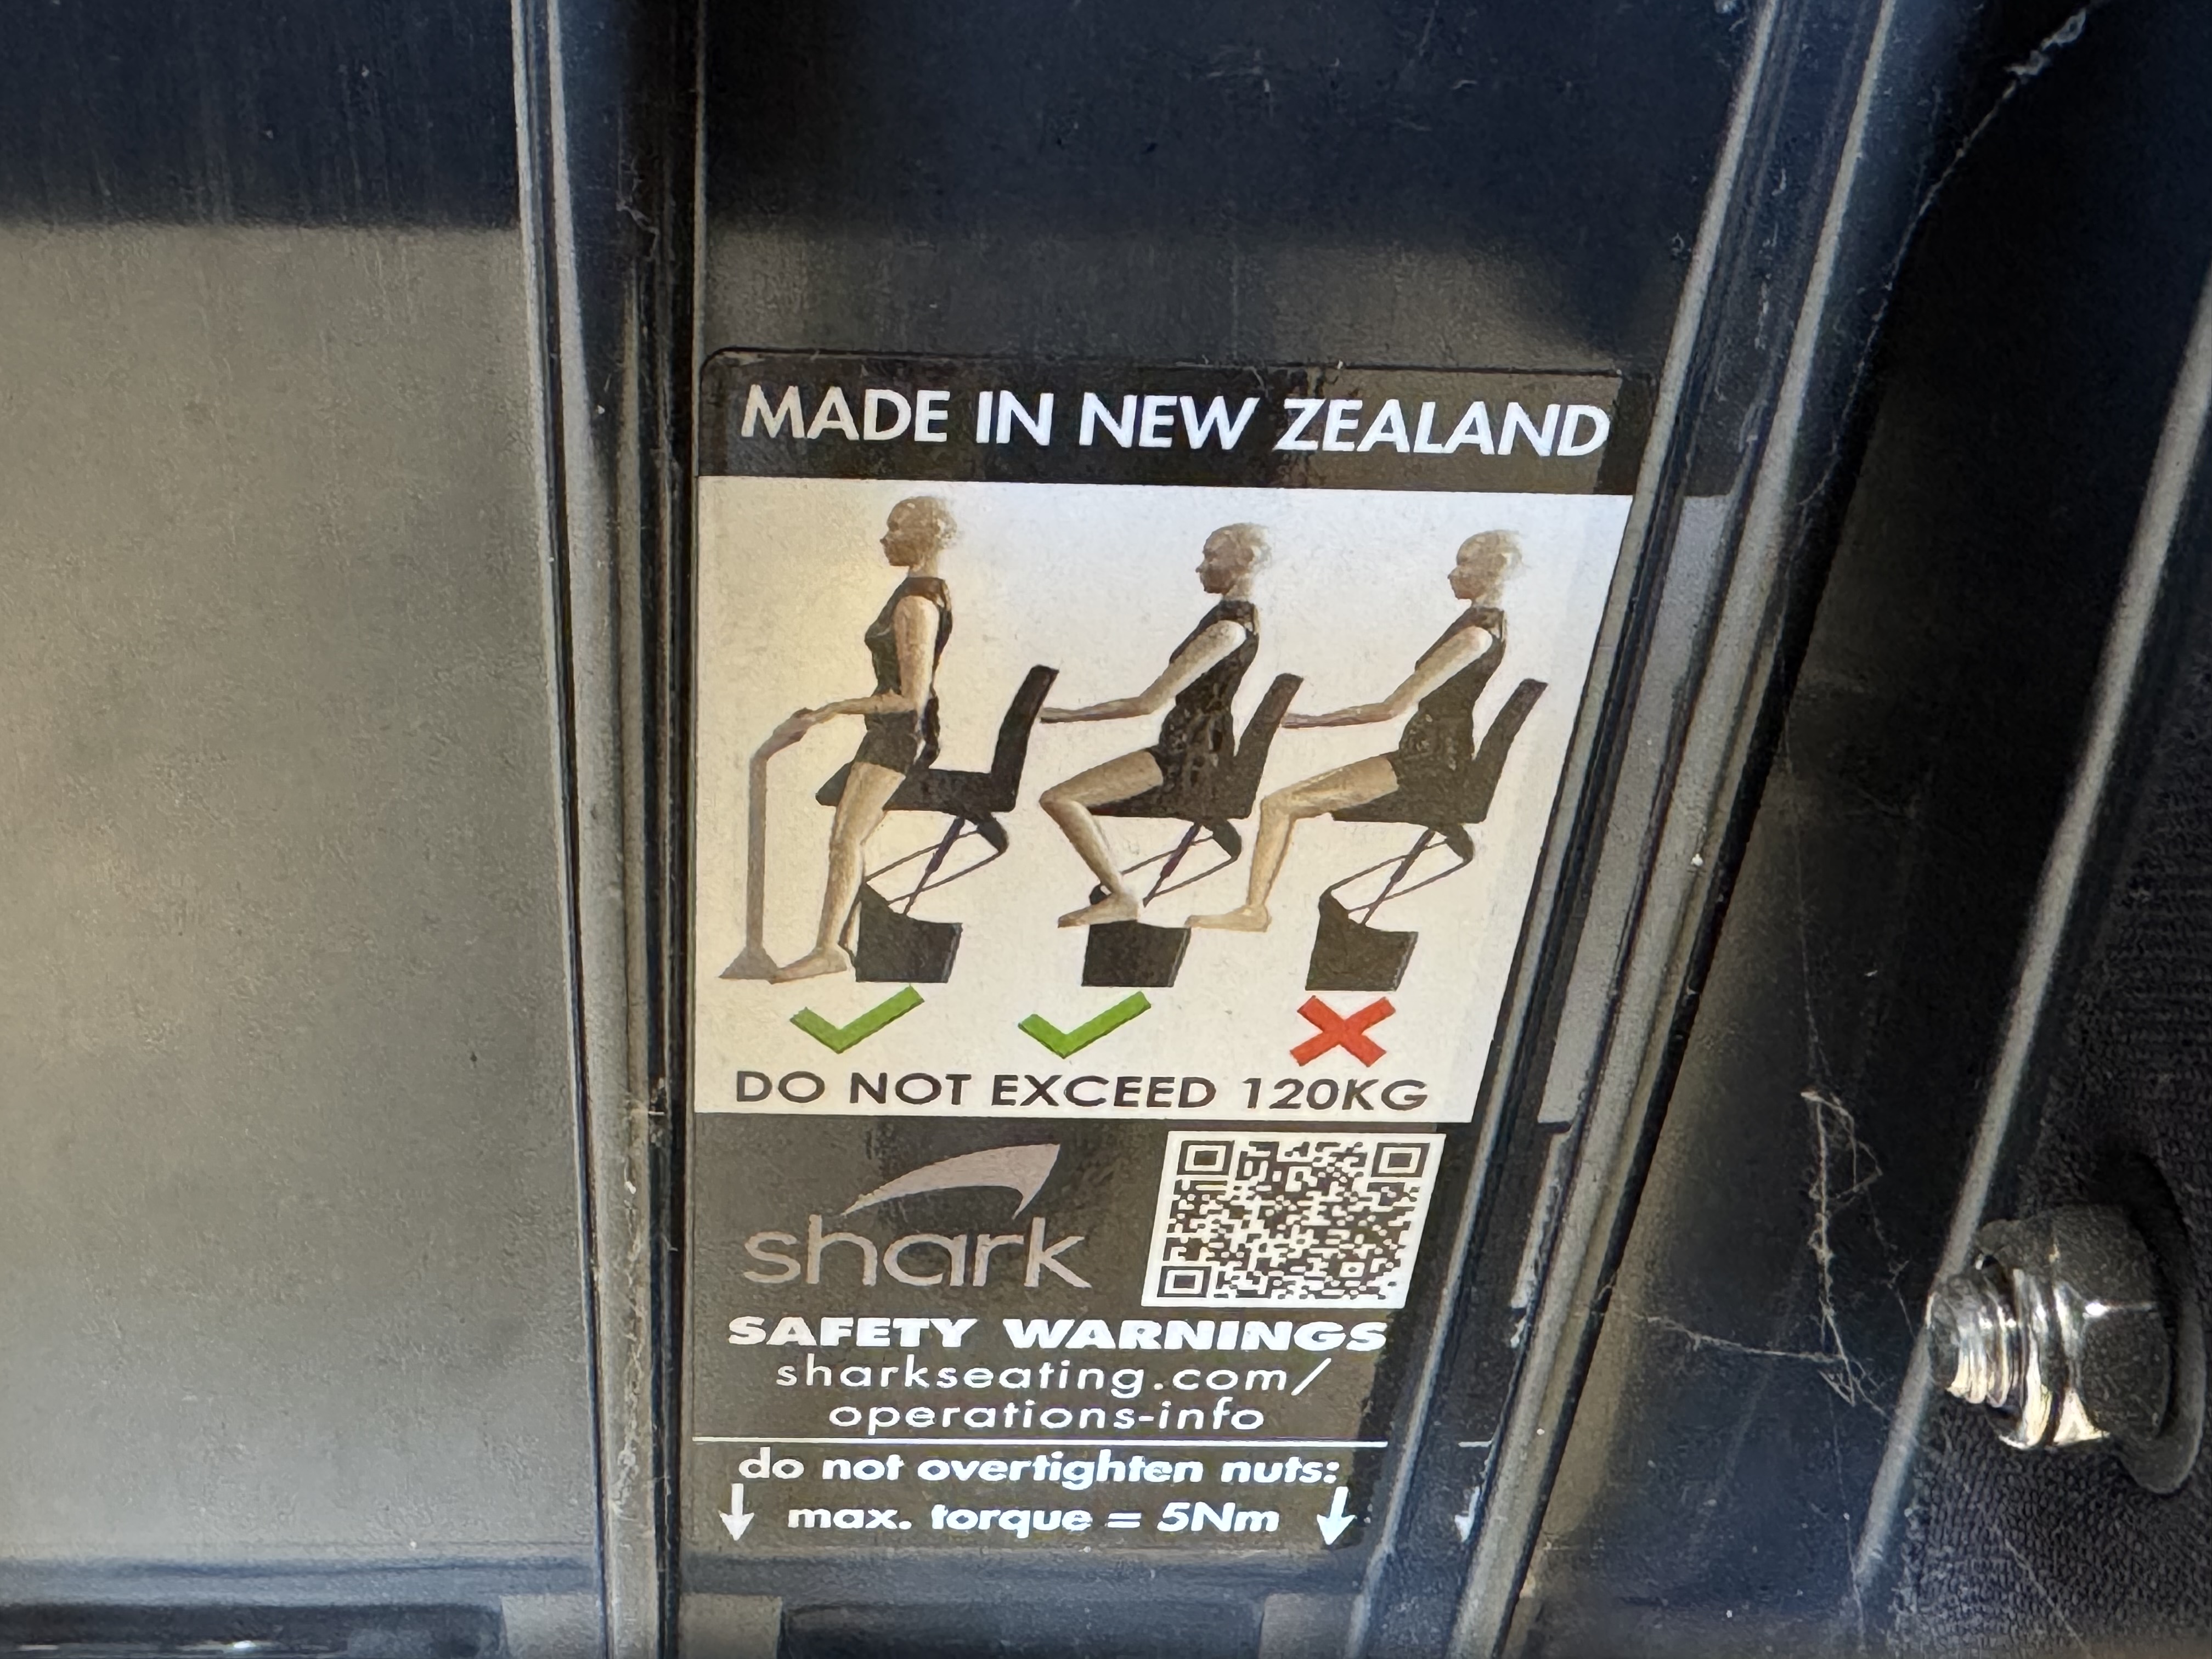 MADE IN NEW ZEALAND
DO NOT EXCEED 120KG
shark
SAFETY WARNINGS
sharkseating.com/
operations-info
do not overtighten nuts:
max. torque = 5Nm